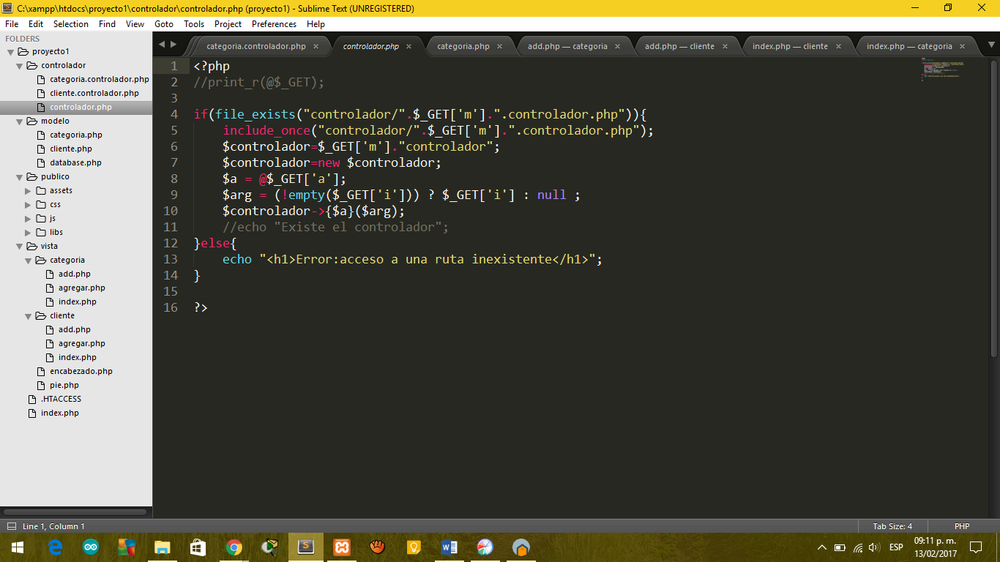 C:\xampp\htdocs\proyecto1\controlador\controlador.php (proyecto1) - Sublime Text (UNREGISTERED)
File Edit Selection Find View Goto Tools Project Preferences Help
FOLDERS
proyecto1
controlador
categoria.controlador.php
cliente.controlador.php
controlador.php
modelo
categoria.php
cliente.php
database.php
publico
assets
css
js
libs
vista
categoria
add.php
agregar.php
index.php
cliente
add.php
agregar.php
index.php
encabezado.php
pie.php
.HTACCESS
index.php
categoria.controlador.php × controlador.php × categoria.php × add.php — categoria × add.php — cliente × index.php — cliente × index.php — categoria ×
1 <?php
2 //print_r(@$_GET);
3
4 if(file_exists("controlador/".$_GET['m'].".controlador.php")){
5 include_once("controlador/".$_GET['m'].".controlador.php");
6 $controlador=$_GET['m']."controlador";
7 $controlador=new $controlador;
8 $a = @$_GET['a'];
9 $arg = (!empty($_GET['i'])) ? $_GET['i'] : null ;
10 $controlador->{$a}($arg);
11 //echo "Existe el controlador";
12 }else{
13 echo "<h1>Error:acceso a una ruta inexistente</h1>";
14 }
15
16 ?>
Line 1, Column 1 Tab Size: 4 PHP
ESP 09:11 p. m.
13/02/2017